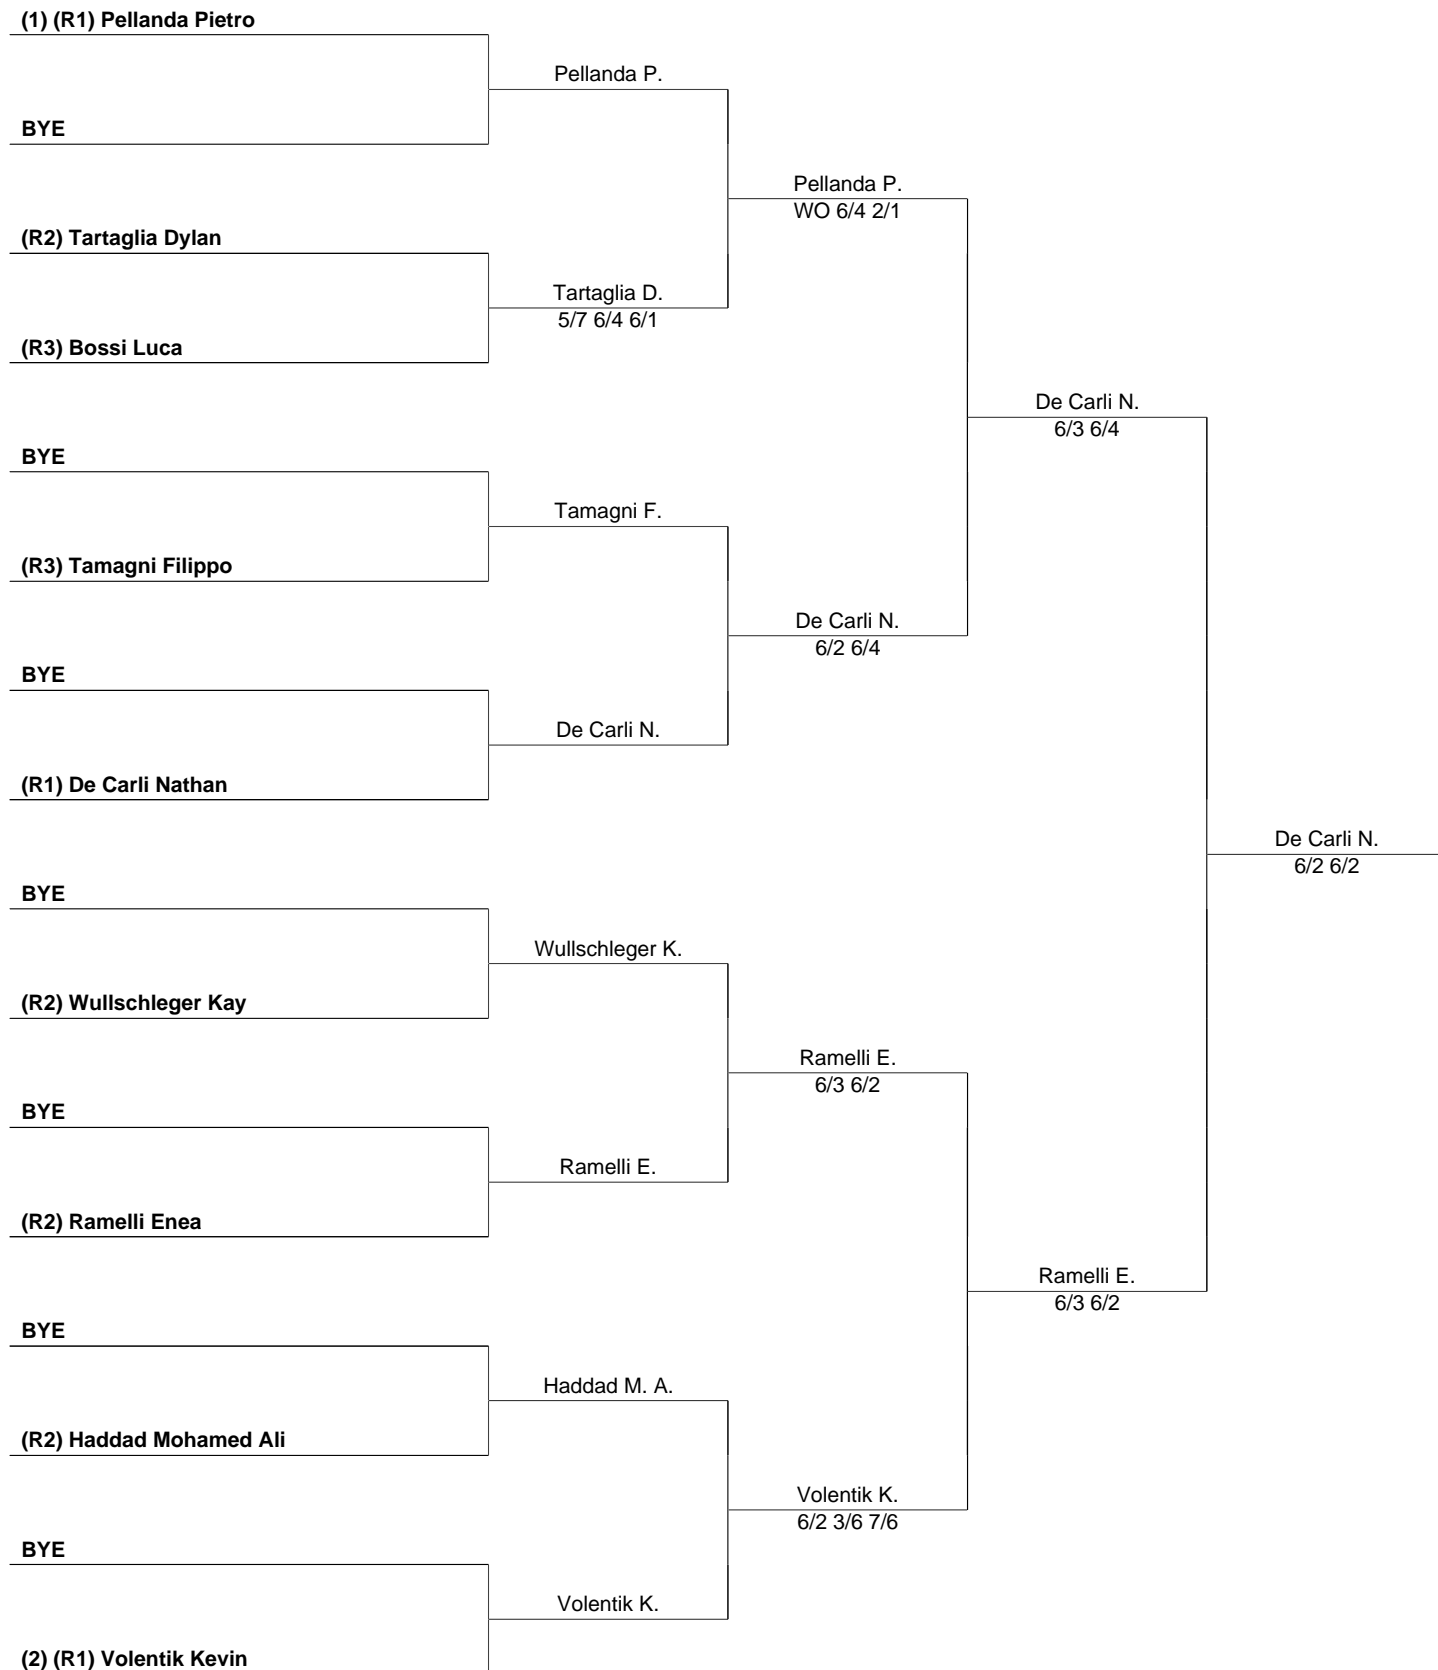 (1) (R1) Pellanda Pietro
Pellanda P.
BYE
Pellanda P.
WO 6/4 2/1
(R2) Tartaglia Dylan
Tartaglia D.
5/7 6/4 6/1
(R3) Bossi Luca
De Carli N.
6/3 6/4
BYE
Tamagni F.
(R3) Tamagni Filippo
De Carli N.
6/2 6/4
BYE
De Carli N.
(R1) De Carli Nathan
De Carli N.
6/2 6/2
BYE
Wullschleger K.
(R2) Wullschleger Kay
Ramelli E.
6/3 6/2
BYE
Ramelli E.
(R2) Ramelli Enea
Ramelli E.
6/3 6/2
BYE
Haddad M. A.
(R2) Haddad Mohamed Ali
Volentik K.
6/2 3/6 7/6
BYE
Volentik K.
(2) (R1) Volentik Kevin